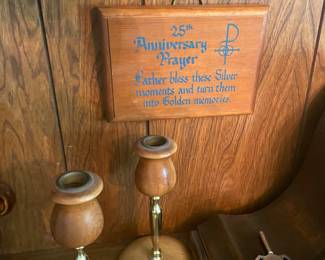 25th
Anniversary
Prayer
Father bless these Silver
moments and turn them
into Golden memories.